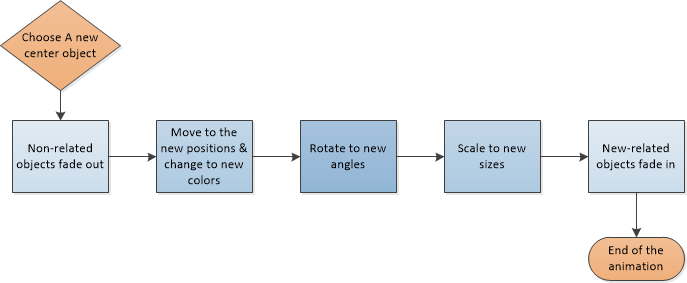 Choose A new
center object
Non-related
objects fade out
Move to the
new positions &
change to new
colors
Rotate to new
angles
Scale to new
sizes
New-related
objects fade in
End of the
animation